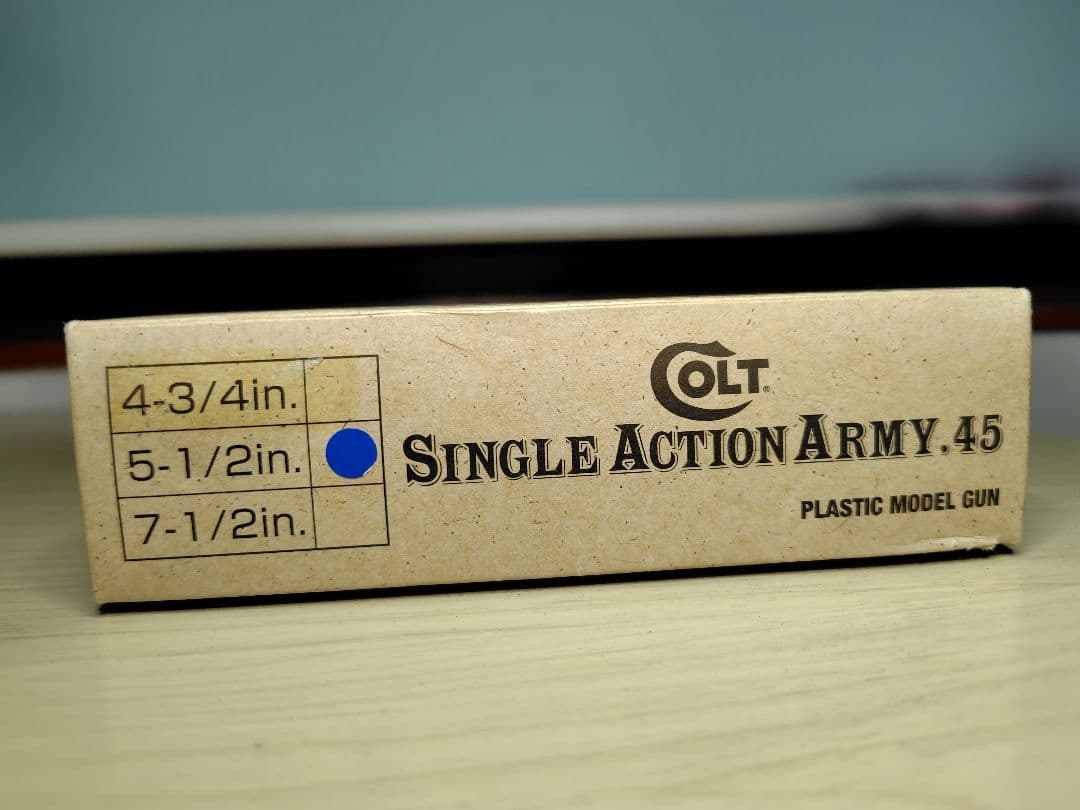 4-3/4in.
5-1/2in.
7-1/2in.
COLT®
SINGLE ACTION ARMY.45
PLASTIC MODEL GUN